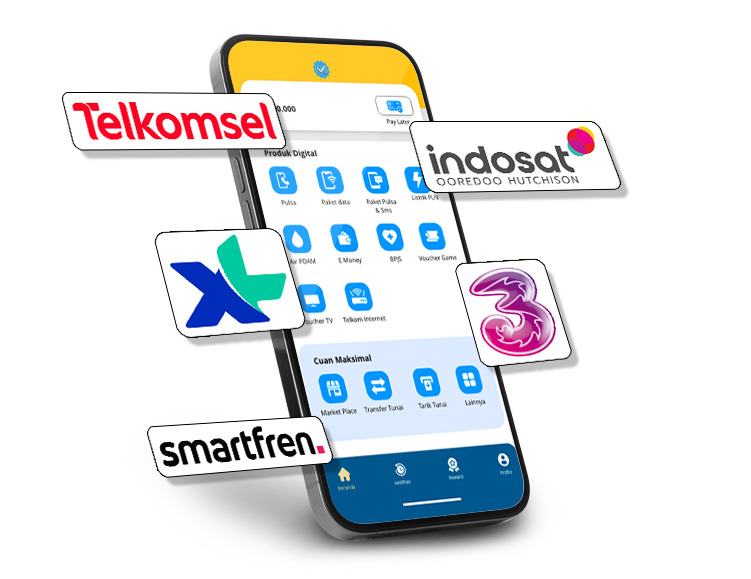 0.000
Pay Later
Telkomsel
indosat
OOREDOO HUTCHISON
Produk Digital
Pulsa
Paket data
Paket Pulsa
& Sms
Listrik PLN
Air PDAM
E Money
BPJS
Voucher Game
XL
3
oucher TV
Telkom Internet
Cuan Maksimal
Market Place
Transfer Tunai
Tarik Tunai
Lainnya
smartfren.
Beranda
Aktifitas
Reward
Profile